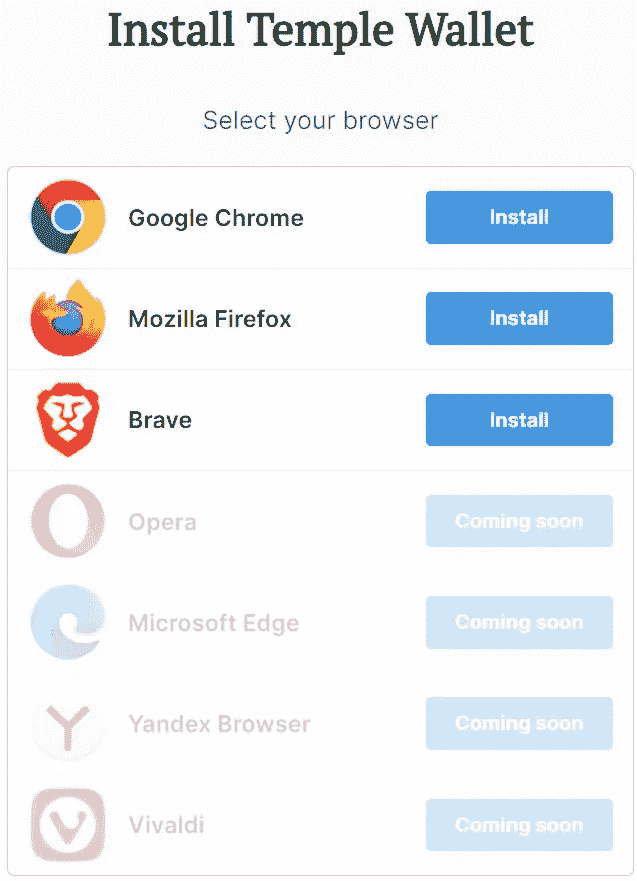 Install Temple Wallet
Select your browser
Google Chrome Install
Mozilla Firefox Install
Brave Install
Opera Coming soon
Microsoft Edge Coming soon
Yandex Browser Coming soon
Vivaldi Coming soon